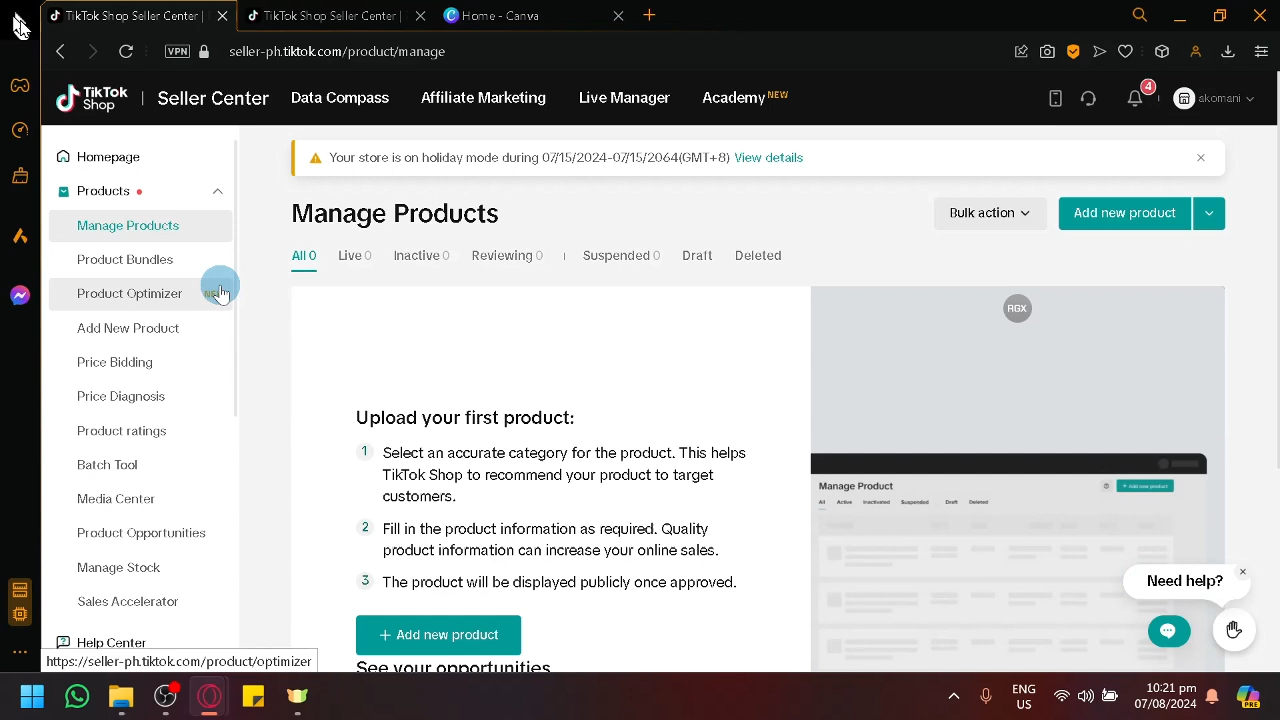 TikTok Shop Seller Center |
TikTok Shop Seller Center |
Home - Canva
VPN
seller-ph.tiktok.com/product/manage
TikTok Shop | Seller Center
Data Compass
Affiliate Marketing
Live Manager
Academy NEW
4
akomani
Homepage
Products
Manage Products
Product Bundles
Product Optimizer
Add New Product
Price Bidding
Price Diagnosis
Product ratings
Batch Tool
Media Center
Product Opportunities
Manage Stock
Sales Accelerator
Help Center
https://seller-ph.tiktok.com/product/optimizer
Your store is on holiday mode during 07/15/2024-07/15/2064(GMT+8) View details
Manage Products
Bulk action
Add new product
All 0
Live 0
Inactive 0
Reviewing 0
Suspended 0
Draft
Deleted
Upload your first product:
1 Select an accurate category for the product. This helps
TikTok Shop to recommend your product to target
customers.
2 Fill in the product information as required. Quality
product information can increase your online sales.
3 The product will be displayed publicly once approved.
+ Add new product
See your opportunities
RGX
Manage Product
+ Add new product
All
Active
Inactivated
Suspended
Draft
Deleted
Need help?
ENG
US
10:21 pm
07/08/2024
PRE